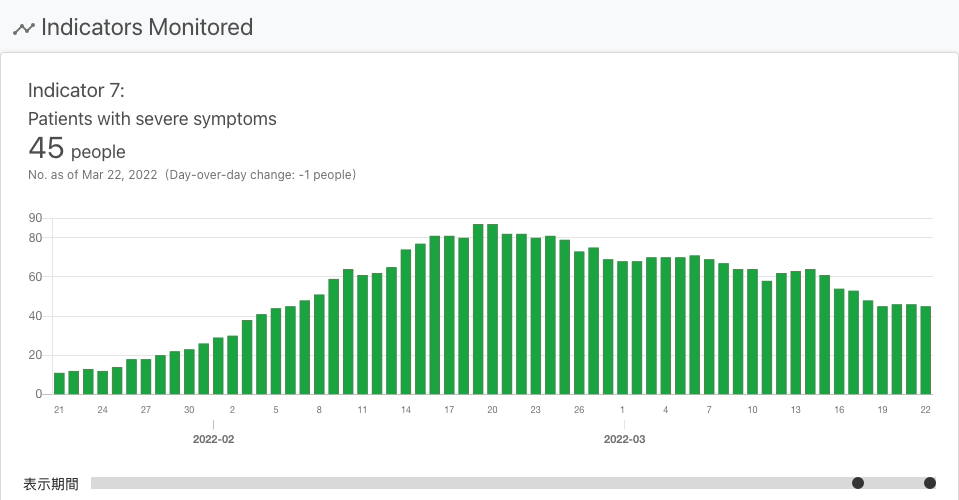 Indicators Monitored
Indicator 7:
Patients with severe symptoms
45 people
No. as of Mar 22, 2022 (Day-over-day change: -1 people)
90
80
60
40
20
0
21 24 27 30 2 5 8 11 14 17 20 23 26 1 4 7 10 13 16 19 22
2022-02 2022-03
表示期間